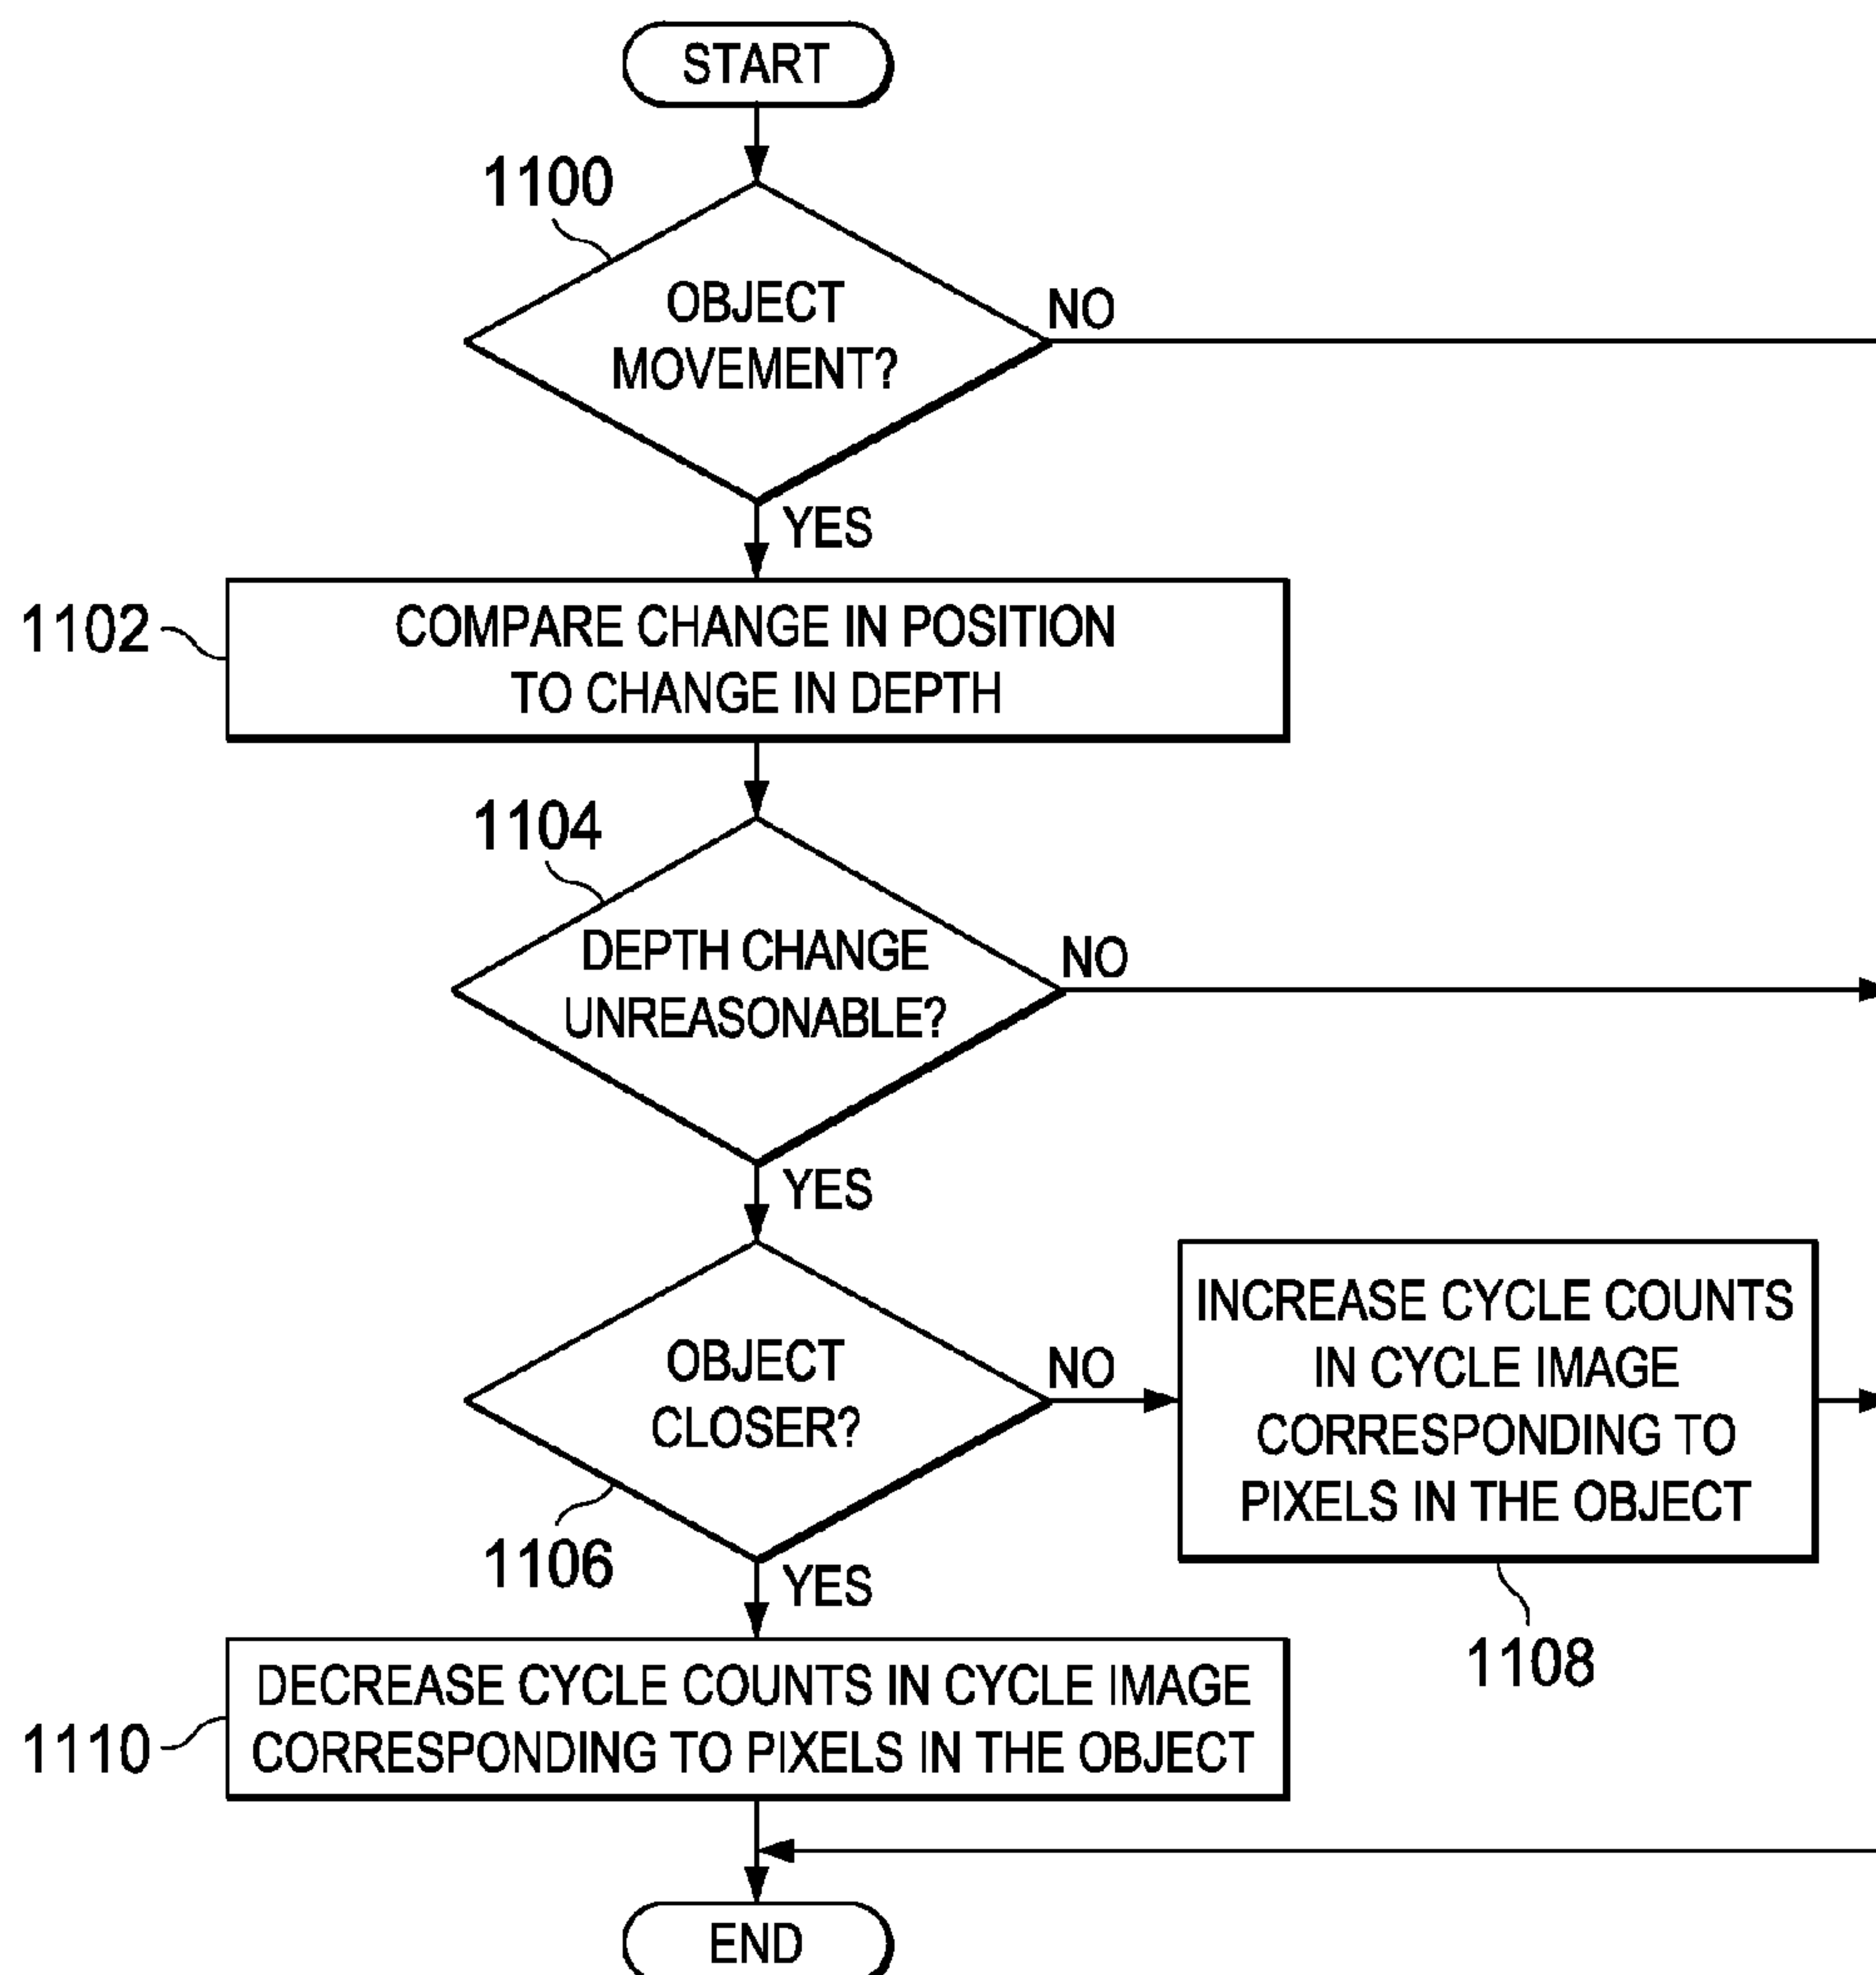 START
1100
OBJECT
MOVEMENT?
NO
YES
1102
COMPARE CHANGE IN POSITION
TO CHANGE IN DEPTH
1104
DEPTH CHANGE
UNREASONABLE?
NO
YES
OBJECT
CLOSER?
NO
1106
YES
INCREASE CYCLE COUNTS
IN CYCLE IMAGE
CORRESPONDING TO
PIXELS IN THE OBJECT
1108
1110
DECREASE CYCLE COUNTS IN CYCLE IMAGE
CORRESPONDING TO PIXELS IN THE OBJECT
END